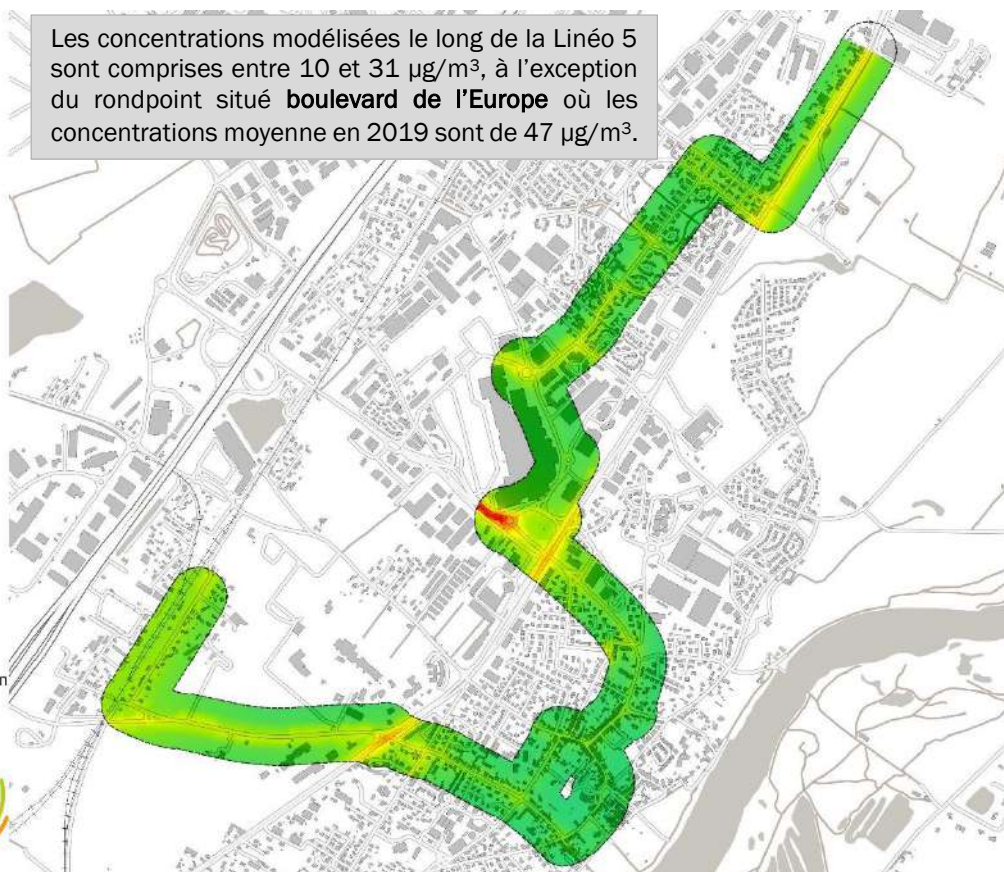 Les concentrations modélisées le long de la Linéo 5
sont comprises entre 10 et 31 µg/m³, à l’exception
du rondpoint situé boulevard de l’Europe où les
concentrations moyenne en 2019 sont de 47 µg/m³.